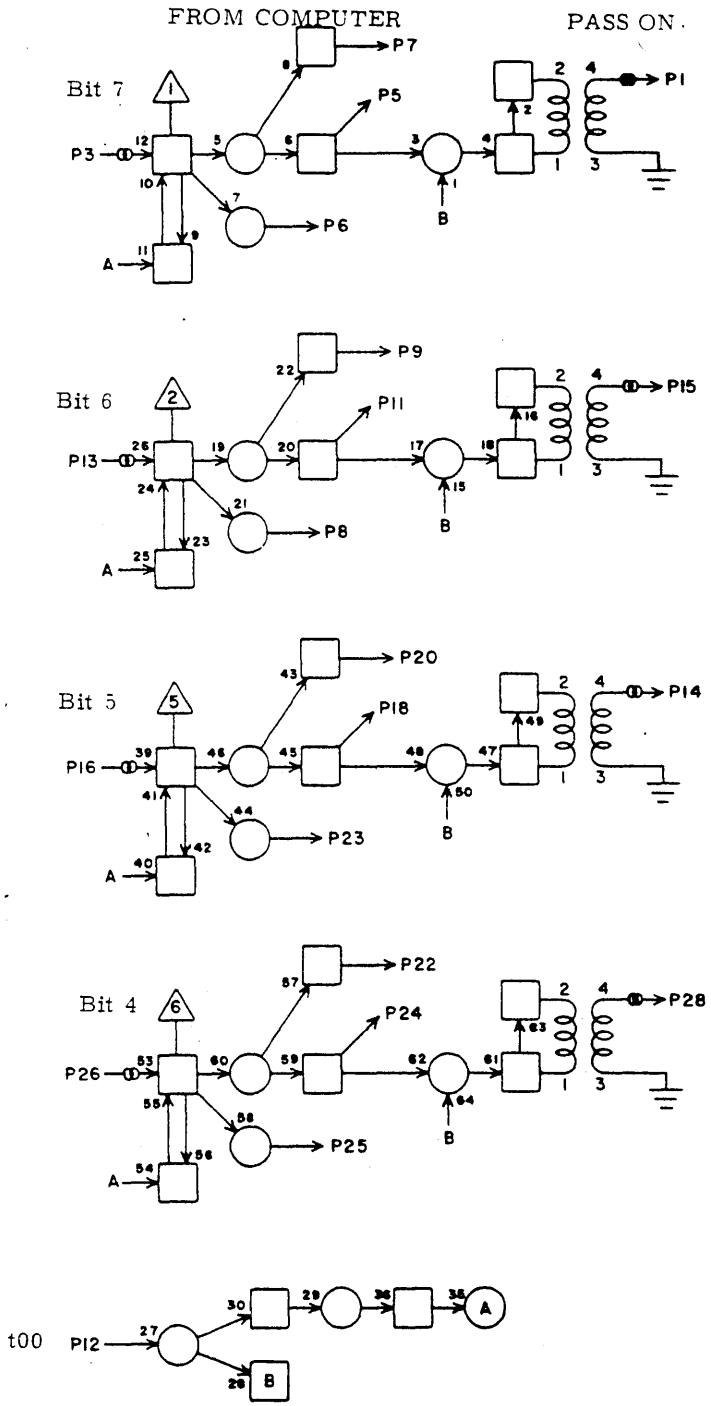 FROM COMPUTER PASS ON
8 P7
Bit 7 1 P5 2 2 4 P1
P3 12 5 6 3 4 1 3
10 7 1
9 P6 B
A 11
22 P9
Bit 6 2 P11 16 2 4 P15
P13 26 19 20 17 18 1 3
24 21 15
23 P8 B
A 25
43 P20
Bit 5 5 P18 49 2 4 P14
P16 39 46 45 48 47 1 3
41 44 50
42 P23 B
A 40
57 P22
Bit 4 6 P24 63 2 4 P28
P26 53 60 59 62 61 1 3
55 58 64
56 P25 B
A 54
30 29 36 35 A
t00 P12 27
28 B